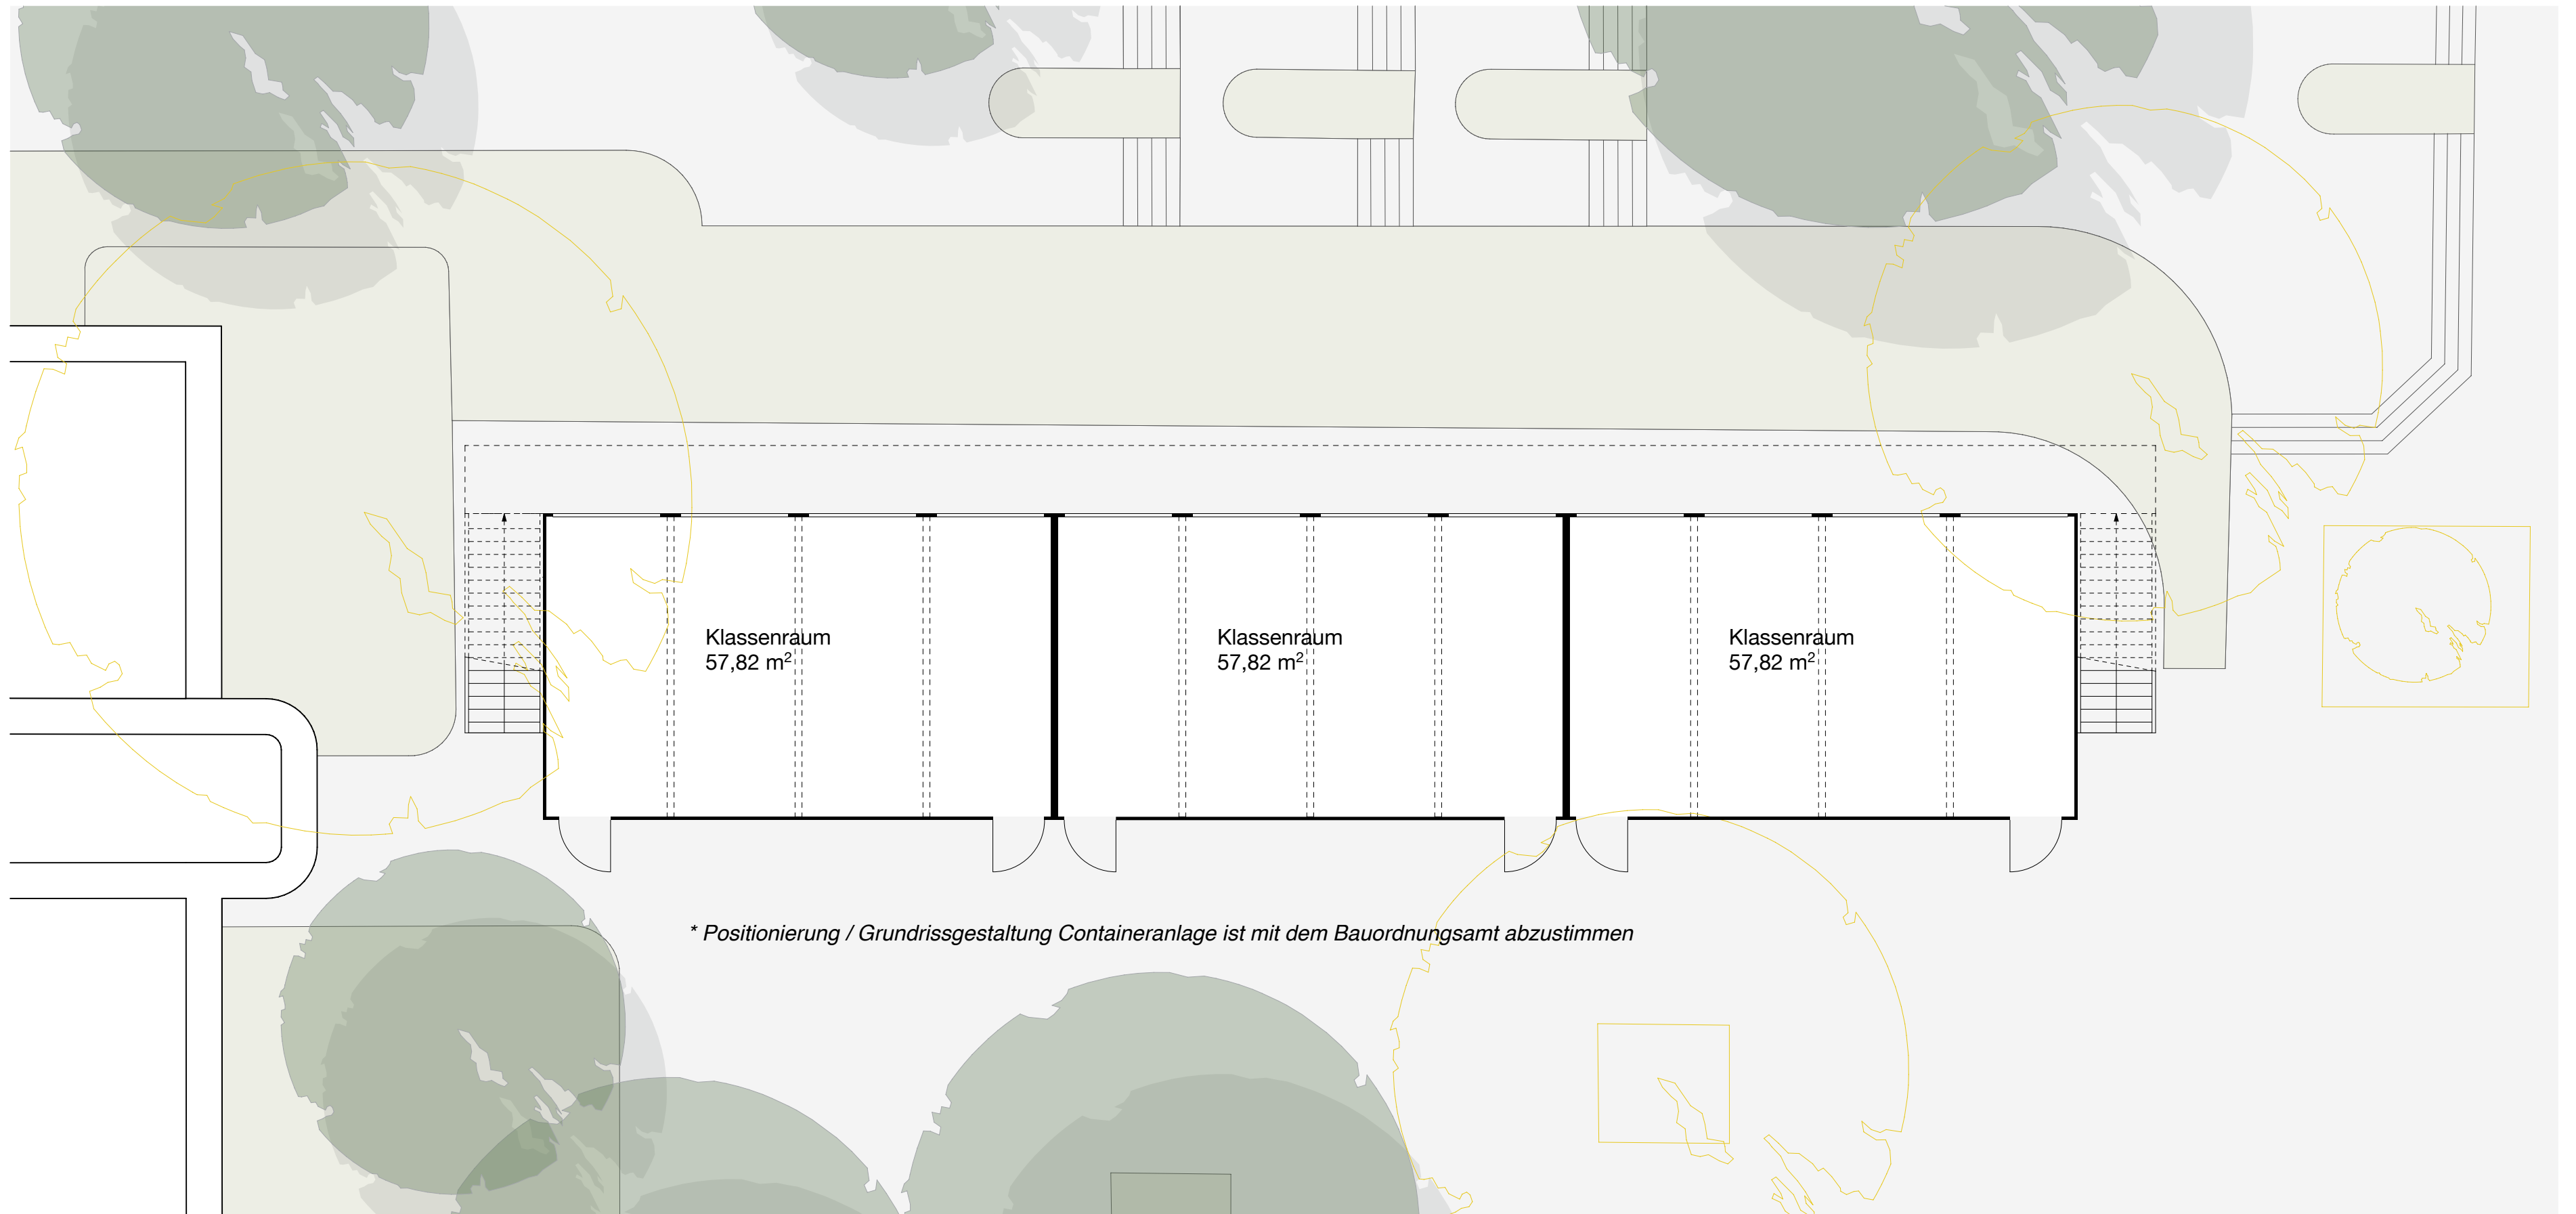 Klassenraum
57,82 m²
Klassenraum
57,82 m²
Klassenraum
57,82 m²
* Positionierung / Grundrissgestaltung Containeranlage ist mit dem Bauordnungsamt abzustimmen